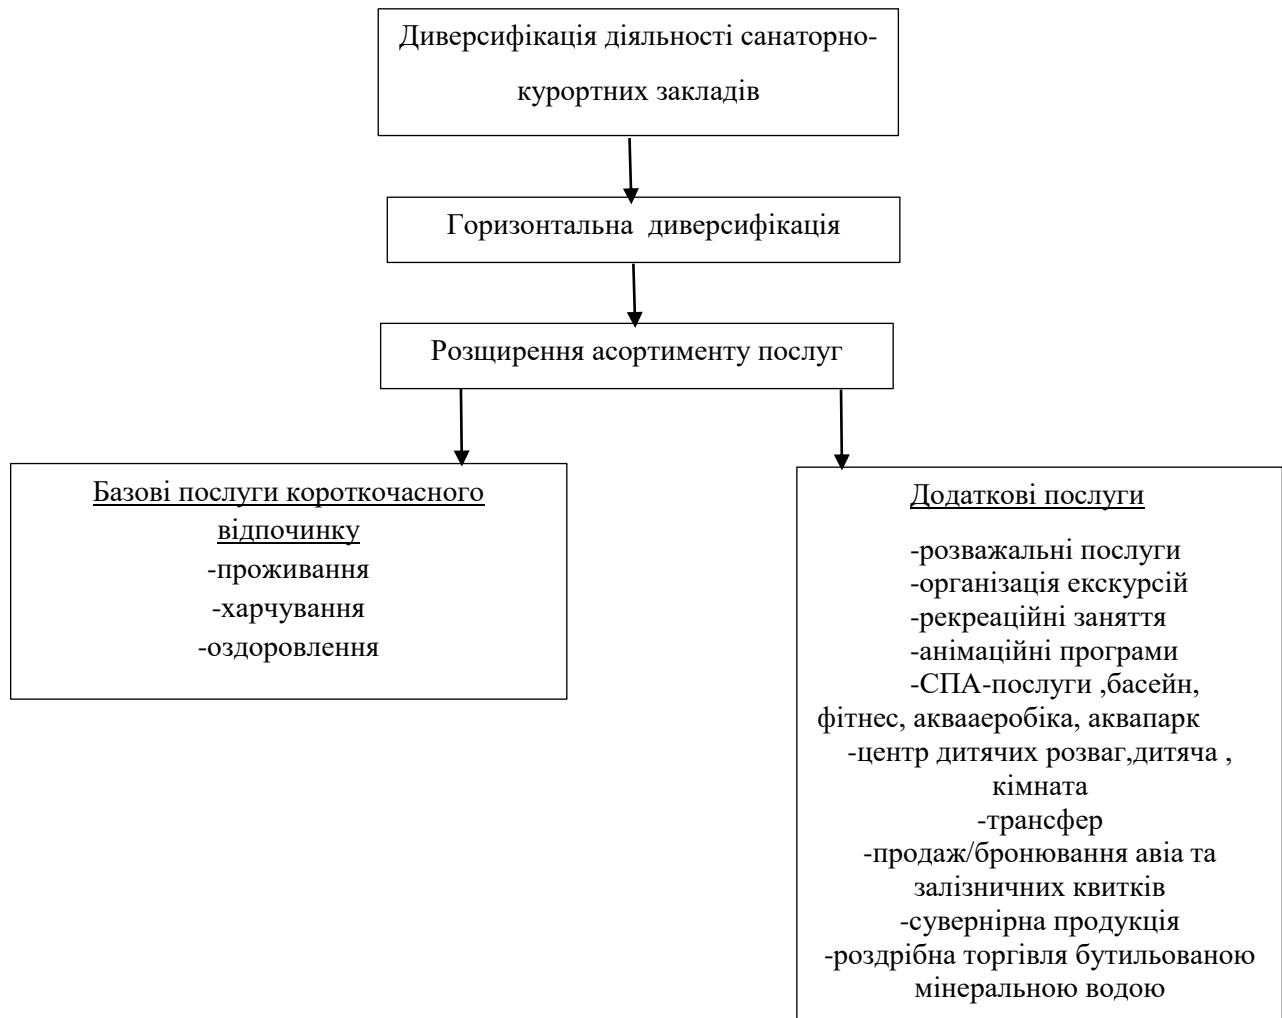 Диверсифікація діяльності санаторно-
курортних закладів
Горизонтальна  диверсифікація
Розщирення асортименту послуг
Базові послуги короткочасного
відпочинку
-проживання
-харчування
-оздоровлення
Додаткові послуги
-розважальні послуги
-організація екскурсій
-рекреаційні заняття
-анімаційні програми
-СПА-послуги ,басейн,
фітнес, аквааеробіка, аквапарк
-центр дитячих розваг,дитяча ,
кімната
-трансфер
-продаж/бронювання авіа та
залізничних квитків
-сувернірна продукція
-роздрібна торгівля бутильованою
мінеральною водою